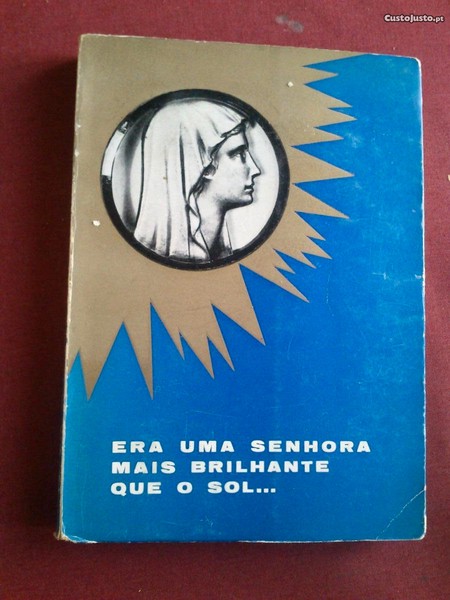 CustoJusto.pt
ERA UMA SENHORA
MAIS BRILHANTE
QUE O SOL...